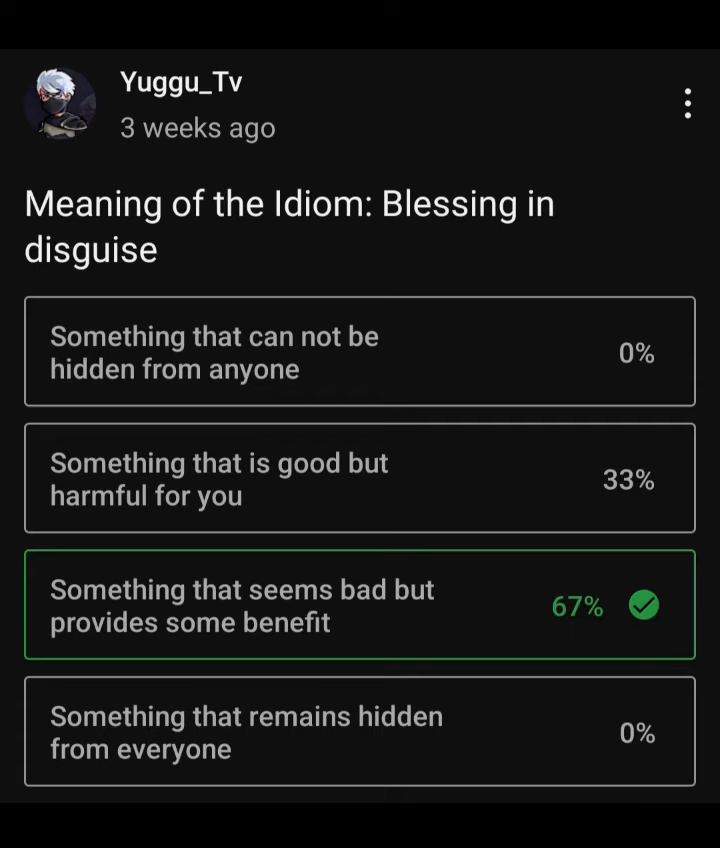 Yuggu_Tv
3 weeks ago
Meaning of the Idiom: Blessing in
disguise
Something that can not be
hidden from anyone
0%
Something that is good but
harmful for you
33%
Something that seems bad but
provides some benefit
67%
Something that remains hidden
from everyone
0%